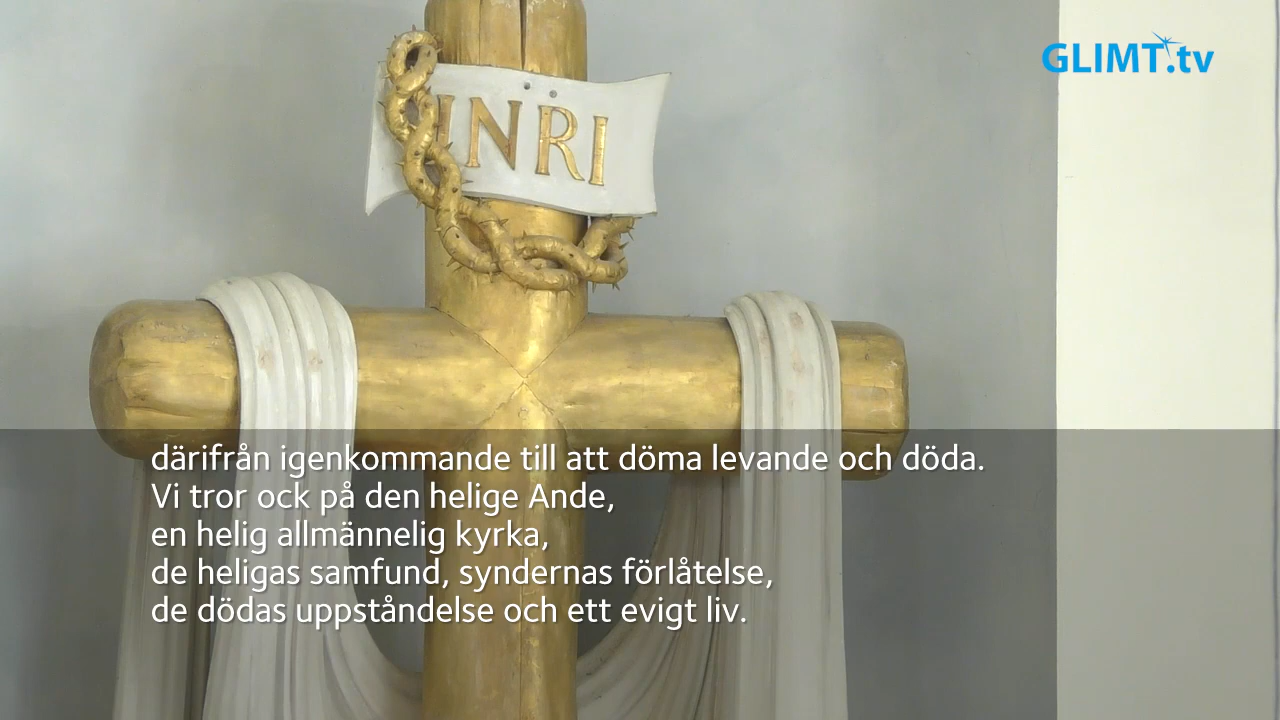 GLIMT.tv
INRI
därifrån igenkommande till att döma levande och döda.
Vi tror ock på den helige Ande,
en helig allmännelig kyrka,
de heligas samfund, syndernas förlåtelse,
de dödas uppståndelse och ett evigt liv.